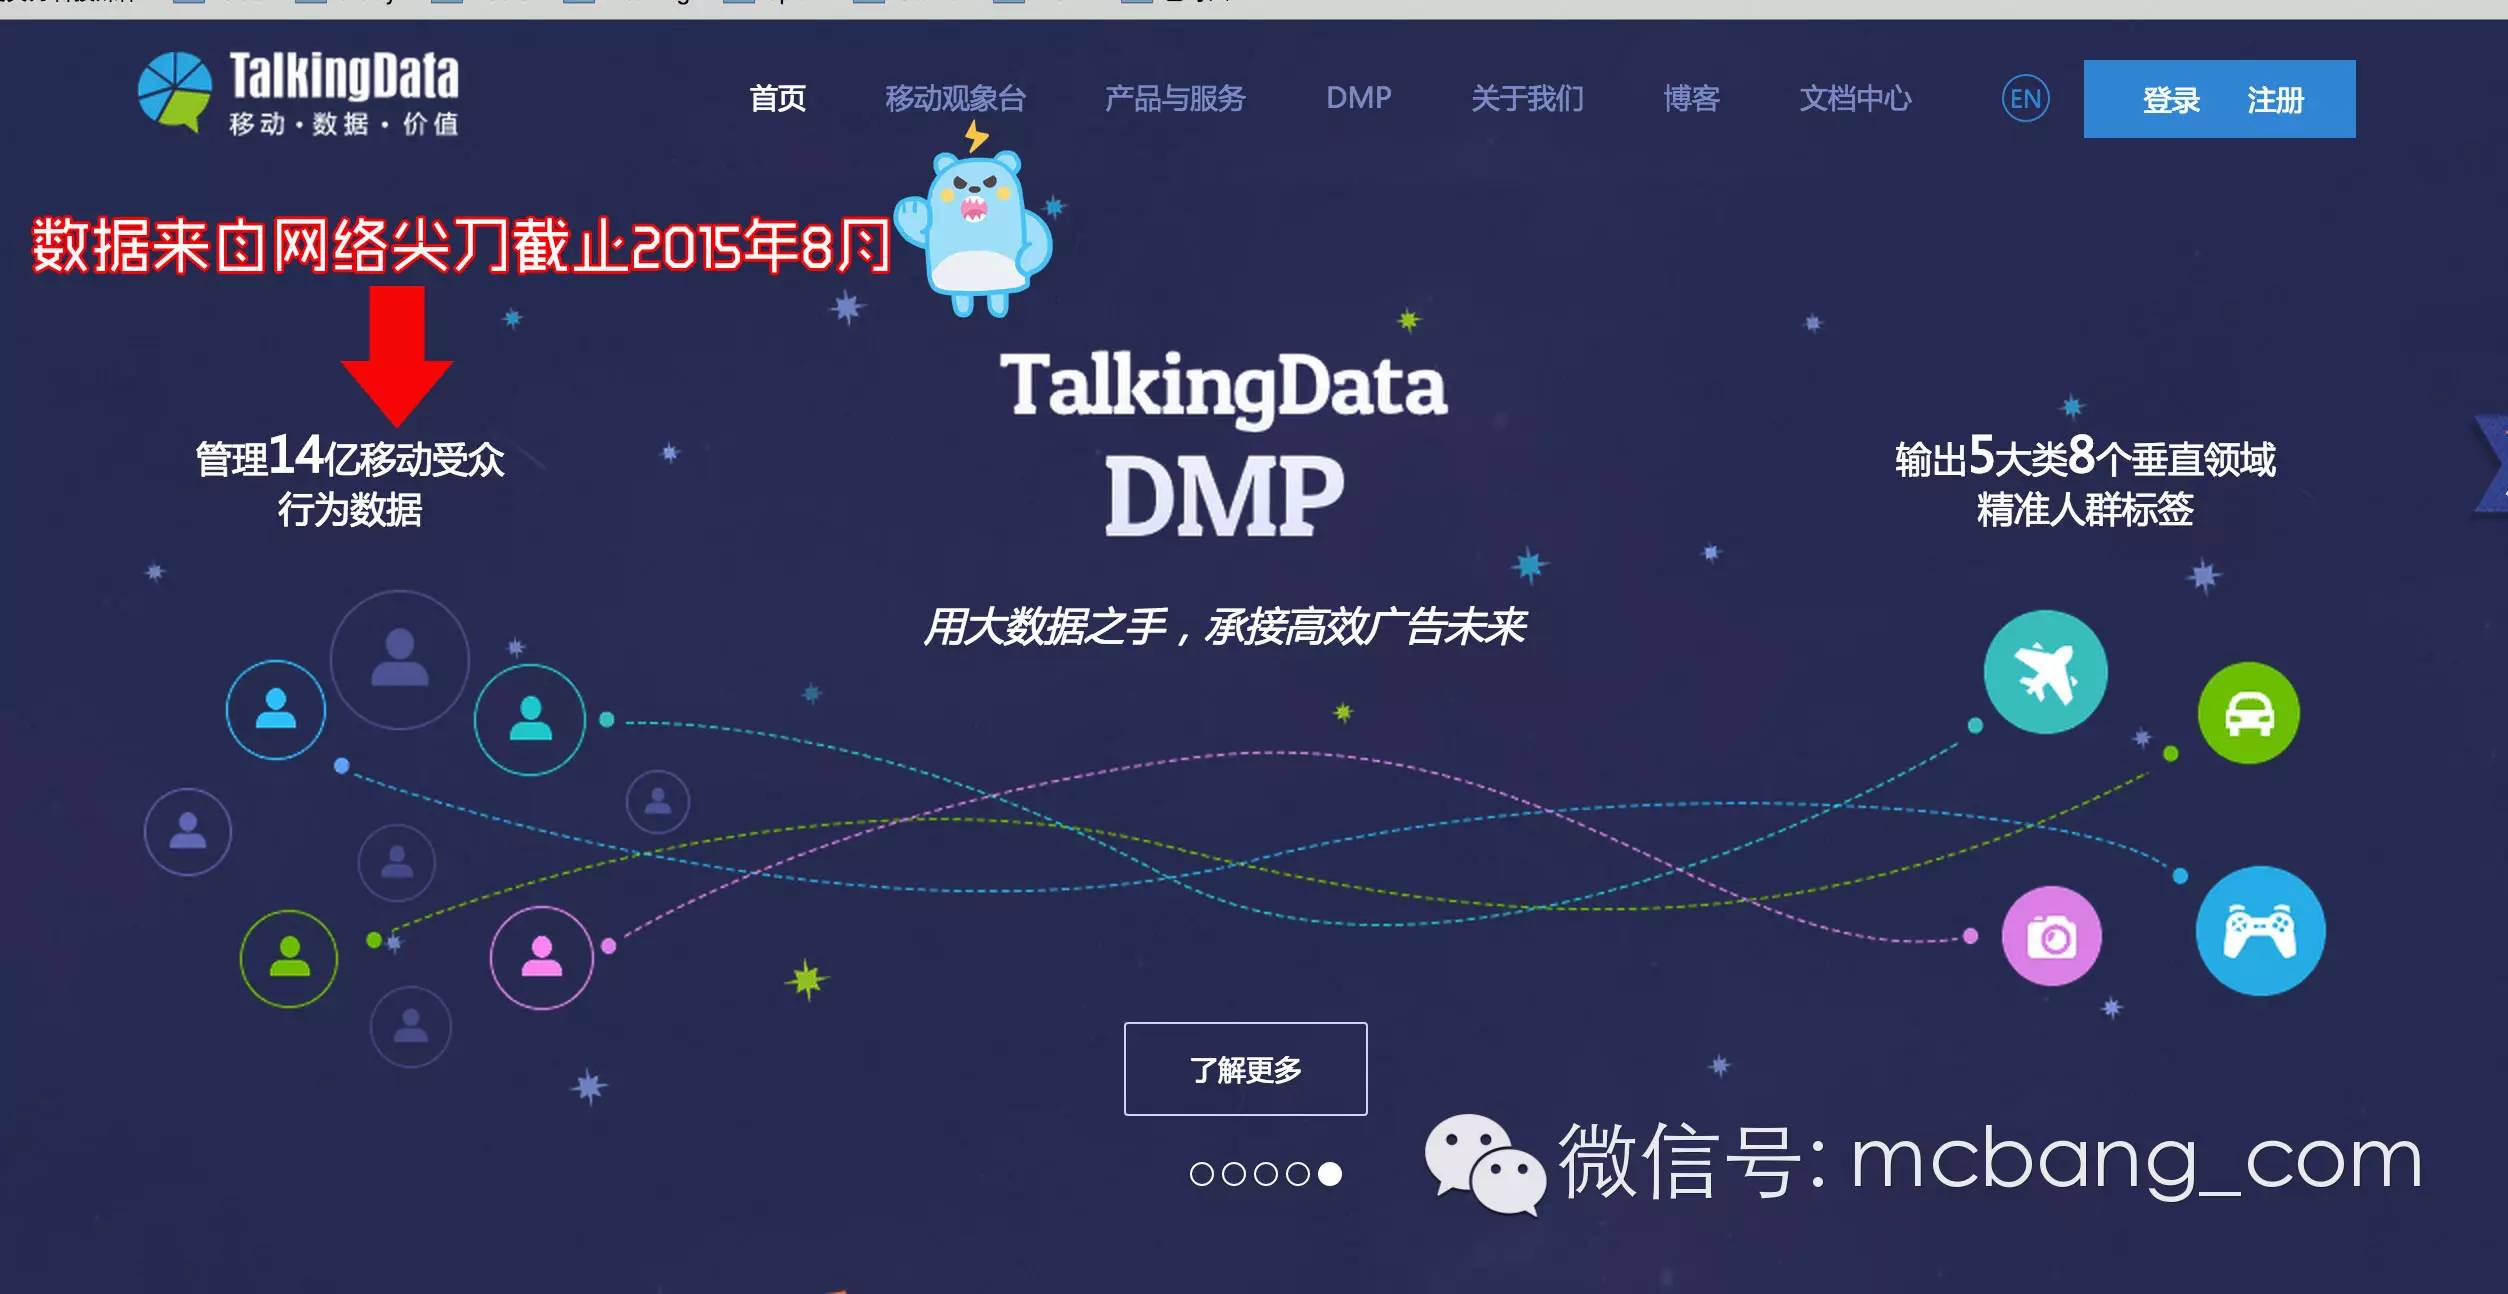 TalkingData
移动·数据·价值
首页 移动观象台 产品与服务 DMP 关于我们 博客 文档中心 EN 登录 注册
数据来自网络尖刀截止2015年8月
TalkingData
DMP
管理14亿移动受众
行为数据
输出5大类8个垂直领域
精准人群标签
用大数据之手，承接高效广告未来
了解更多
微信号: mcbang_com